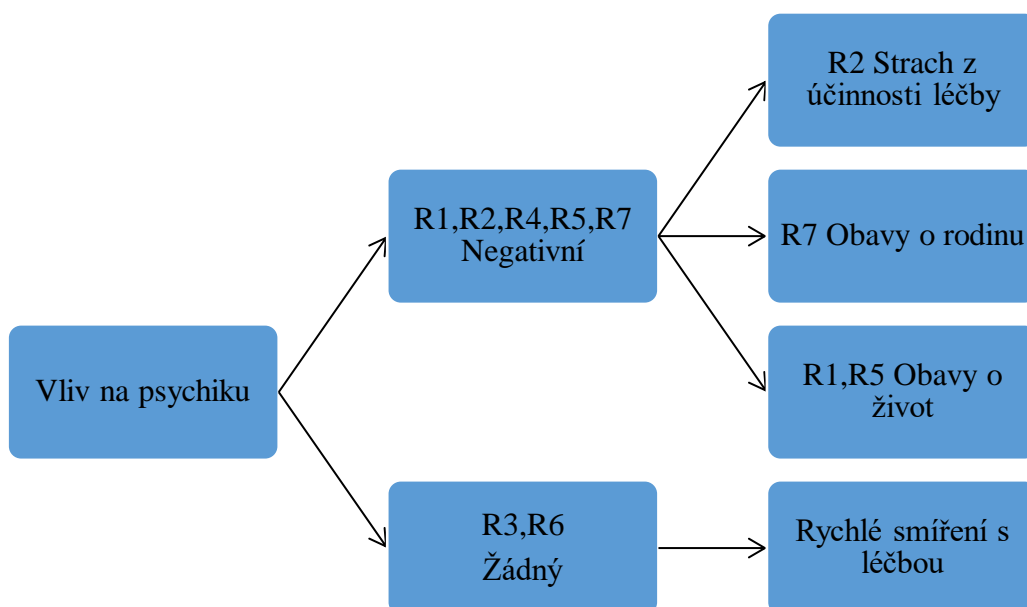 Vliv na psychiku
R1,R2,R4,R5,R7
Negativní
R3,R6
Žádný
R2 Strach z
účinnosti léčby
R7 Obavy o rodinu
R1,R5 Obavy o
život
Rychlé smíření s
léčbou